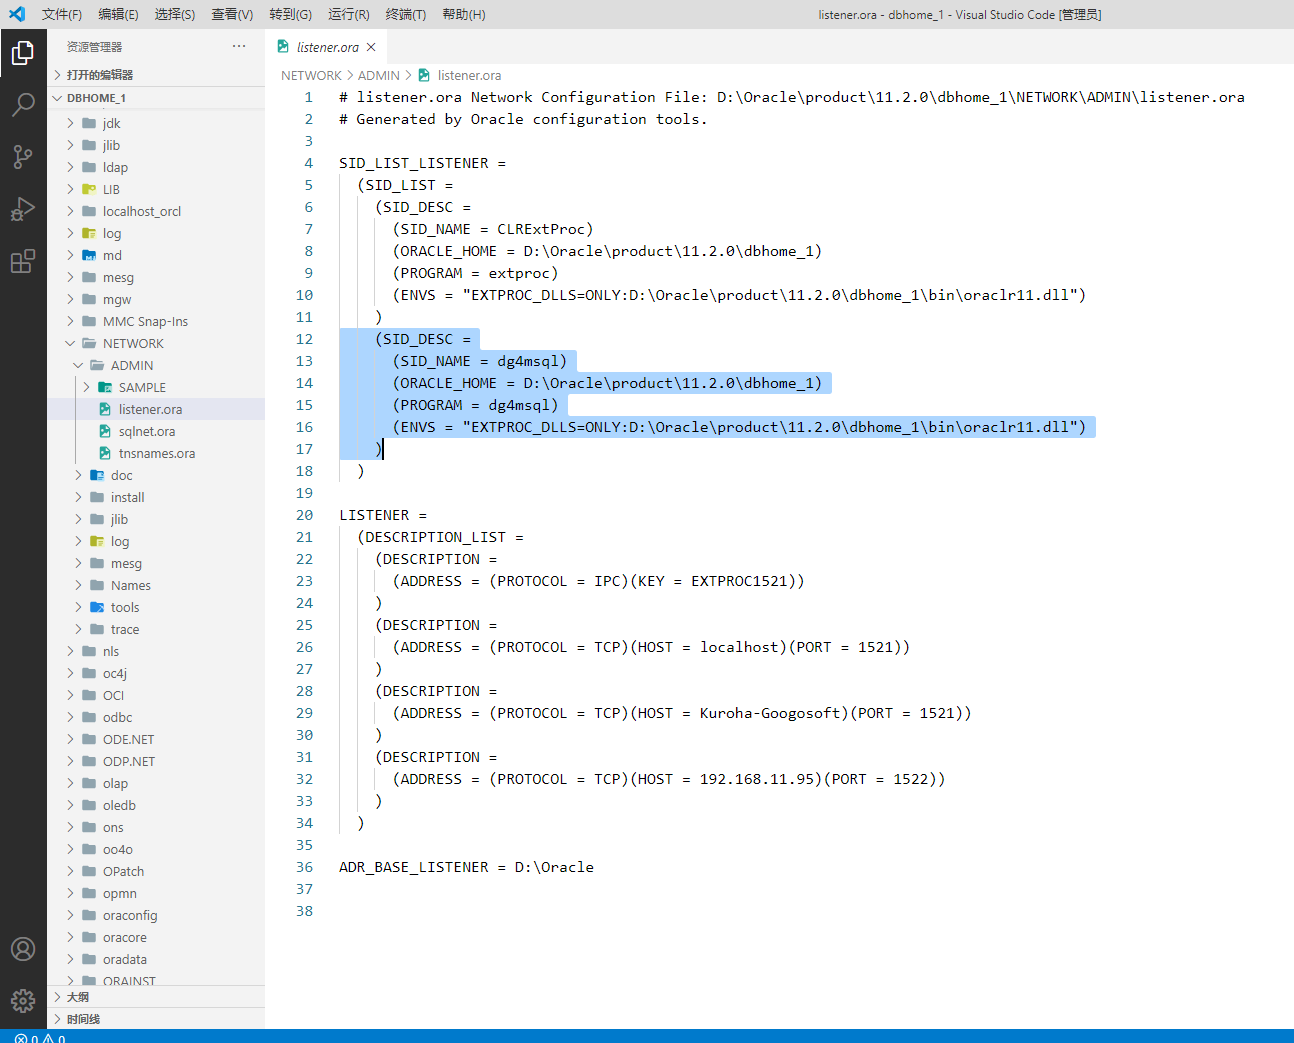 文件(F) 编辑(E) 选择(S) 查看(V) 转到(G) 运行(R) 终端(T) 帮助(H) listener.ora - dbhome_1 - Visual Studio Code [管理员]
资源管理器 ···
打开的编辑器
DBHOME_1
jdk
jlib
ldap
LIB
localhost_orcl
log
md
mesg
mgw
MMC Snap-Ins
NETWORK
ADMIN
SAMPLE
listener.ora
sqlnet.ora
tnsnames.ora
doc
install
jlib
log
mesg
Names
tools
trace
nls
oc4j
OCI
odbc
ODE.NET
ODP.NET
olap
oledb
ons
oo4o
OPatch
opmn
oraconfig
oracore
oradata
ORAINST
大纲
时间线
listener.ora
NETWORK > ADMIN > listener.ora
1 # listener.ora Network Configuration File: D:\Oracle\product\11.2.0\dbhome_1\NETWORK\ADMIN\listener.ora
2 # Generated by Oracle configuration tools.
3
4 SID_LIST_LISTENER =
5 (SID_LIST =
6 (SID_DESC =
7 (SID_NAME = CLRExtProc)
8 (ORACLE_HOME = D:\Oracle\product\11.2.0\dbhome_1)
9 (PROGRAM = extproc)
10 (ENVS = "EXTPROC_DLLS=ONLY:D:\Oracle\product\11.2.0\dbhome_1\bin\oraclr11.dll")
11 )
12 (SID_DESC =
13 (SID_NAME = dg4msql)
14 (ORACLE_HOME = D:\Oracle\product\11.2.0\dbhome_1)
15 (PROGRAM = dg4msql)
16 (ENVS = "EXTPROC_DLLS=ONLY:D:\Oracle\product\11.2.0\dbhome_1\bin\oraclr11.dll")
17 )
18 )
19
20 LISTENER =
21 (DESCRIPTION_LIST =
22 (DESCRIPTION =
23 (ADDRESS = (PROTOCOL = IPC)(KEY = EXTPROC1521))
24 )
25 (DESCRIPTION =
26 (ADDRESS = (PROTOCOL = TCP)(HOST = localhost)(PORT = 1521))
27 )
28 (DESCRIPTION =
29 (ADDRESS = (PROTOCOL = TCP)(HOST = Kuroha-Googosoft)(PORT = 1521))
30 )
31 (DESCRIPTION =
32 (ADDRESS = (PROTOCOL = TCP)(HOST = 192.168.11.95)(PORT = 1522))
33 )
34 )
35
36 ADR_BASE_LISTENER = D:\Oracle
37
38
0 0